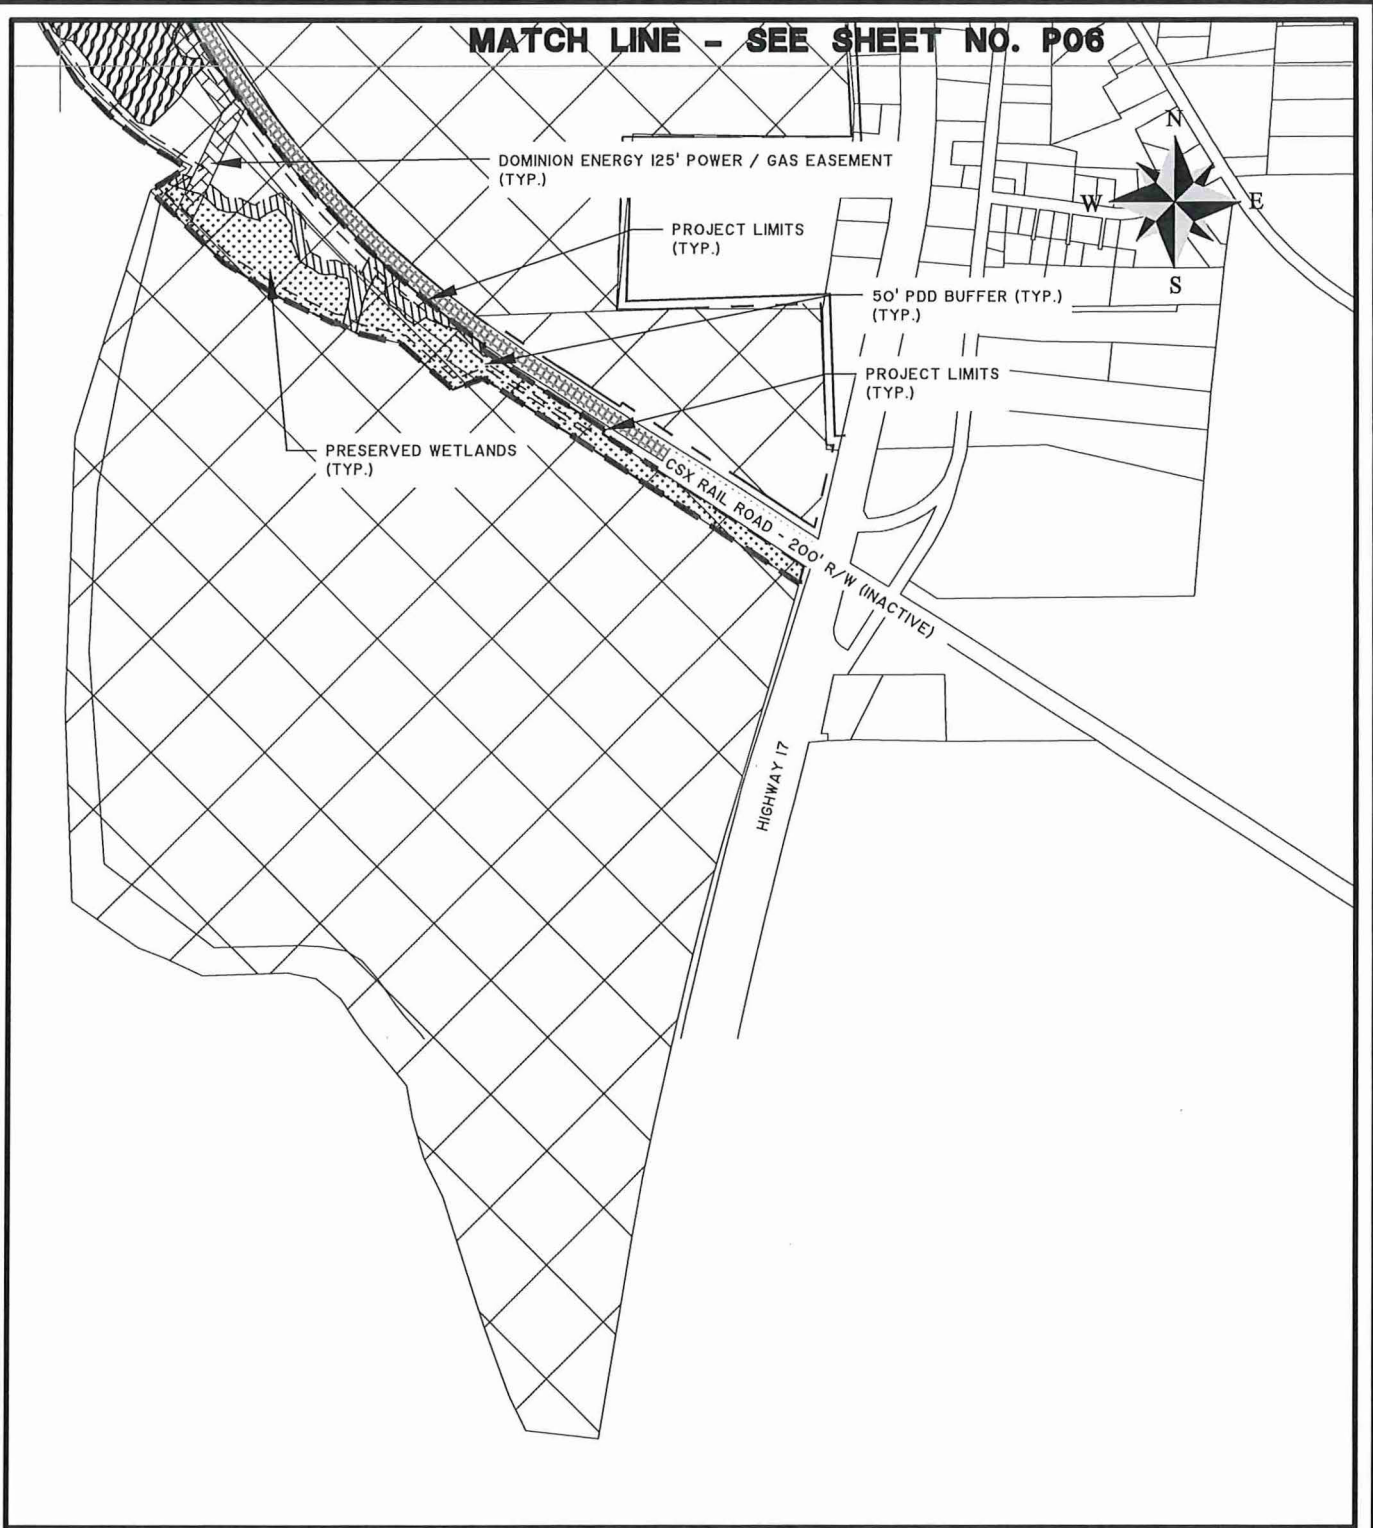 MATCH LINE - SEE SHEET NO. P06
N
DOMINION ENERGY 125' POWER / GAS EASEMENT
(TYP.)
W
E
PROJECT LIMITS
(TYP.)
S
50' PDD BUFFER (TYP.)
(TYP.)
PROJECT LIMITS
(TYP.)
PRESERVED WETLANDS
(TYP.)
CSX RAIL ROAD - 200' R/W (INACTIVE)
HIGHWAY 17